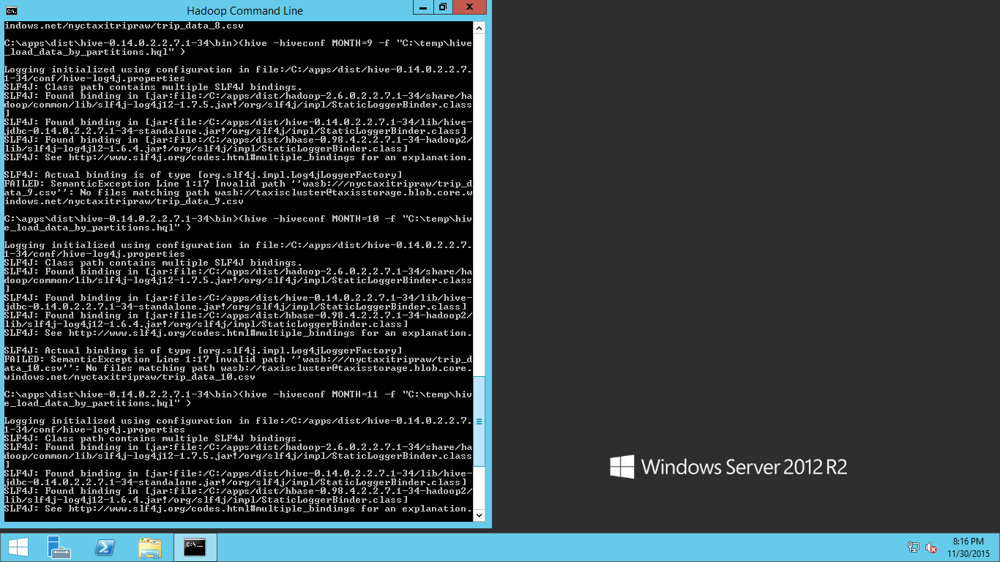 Hadoop Command Line
indows.net/nyctaxitripraw/trip_data_8.csv
C:\apps\dist\hive-0.14.0.2.2.7.1-34\bin>(hive -hiveconf MONTH=9 -f "C:\temp\hive
_load_data_by_partitions.hql" )
Logging initialized using configuration in file:/C:/apps/dist/hive-0.14.0.2.2.7.
1-34/conf/hive-log4j.properties
SLF4J: Class path contains multiple SLF4J bindings.
SLF4J: Found binding in [jar:file:/C:/apps/dist/hadoop-2.6.0.2.2.7.1-34/share/ha
doop/common/lib/slf4j-log4j12-1.7.5.jar!/org/slf4j/impl/StaticLoggerBinder.class
]
SLF4J: Found binding in [jar:file:/C:/apps/dist/hive-0.14.0.2.2.7.1-34/lib/hive-
jdbc-0.14.0.2.2.7.1-34-standalone.jar!/org/slf4j/impl/StaticLoggerBinder.class]
SLF4J: Found binding in [jar:file:/C:/apps/dist/hbase-0.98.4.2.2.7.1-34-hadoop2/
lib/slf4j-log4j12-1.6.4.jar!/org/slf4j/impl/StaticLoggerBinder.class]
SLF4J: See http://www.slf4j.org/codes.html#multiple_bindings for an explanation.
SLF4J: Actual binding is of type [org.slf4j.impl.Log4jLoggerFactory]
FAILED: SemanticException Line 1:17 Invalid path ''wasb:///nyctaxitripraw/trip_d
ata_9.csv'': No files matching path wasb://taxiscluster@taxisstorage.blob.core.w
indows.net/nyctaxitripraw/trip_data_9.csv
C:\apps\dist\hive-0.14.0.2.2.7.1-34\bin>(hive -hiveconf MONTH=10 -f "C:\temp\hiv
e_load_data_by_partitions.hql" )
Logging initialized using configuration in file:/C:/apps/dist/hive-0.14.0.2.2.7.
1-34/conf/hive-log4j.properties
SLF4J: Class path contains multiple SLF4J bindings.
SLF4J: Found binding in [jar:file:/C:/apps/dist/hadoop-2.6.0.2.2.7.1-34/share/ha
doop/common/lib/slf4j-log4j12-1.7.5.jar!/org/slf4j/impl/StaticLoggerBinder.class
]
SLF4J: Found binding in [jar:file:/C:/apps/dist/hive-0.14.0.2.2.7.1-34/lib/hive-
jdbc-0.14.0.2.2.7.1-34-standalone.jar!/org/slf4j/impl/StaticLoggerBinder.class]
SLF4J: Found binding in [jar:file:/C:/apps/dist/hbase-0.98.4.2.2.7.1-34-hadoop2/
lib/slf4j-log4j12-1.6.4.jar!/org/slf4j/impl/StaticLoggerBinder.class]
SLF4J: See http://www.slf4j.org/codes.html#multiple_bindings for an explanation.
SLF4J: Actual binding is of type [org.slf4j.impl.Log4jLoggerFactory]
FAILED: SemanticException Line 1:17 Invalid path ''wasb:///nyctaxitripraw/trip_d
ata_10.csv'': No files matching path wasb://taxiscluster@taxisstorage.blob.core.
windows.net/nyctaxitripraw/trip_data_10.csv
C:\apps\dist\hive-0.14.0.2.2.7.1-34\bin>(hive -hiveconf MONTH=11 -f "C:\temp\hiv
e_load_data_by_partitions.hql" )
Logging initialized using configuration in file:/C:/apps/dist/hive-0.14.0.2.2.7.
1-34/conf/hive-log4j.properties
SLF4J: Class path contains multiple SLF4J bindings.
SLF4J: Found binding in [jar:file:/C:/apps/dist/hadoop-2.6.0.2.2.7.1-34/share/ha
doop/common/lib/slf4j-log4j12-1.7.5.jar!/org/slf4j/impl/StaticLoggerBinder.class
]
SLF4J: Found binding in [jar:file:/C:/apps/dist/hive-0.14.0.2.2.7.1-34/lib/hive-
jdbc-0.14.0.2.2.7.1-34-standalone.jar!/org/slf4j/impl/StaticLoggerBinder.class]
SLF4J: Found binding in [jar:file:/C:/apps/dist/hbase-0.98.4.2.2.7.1-34-hadoop2/
lib/slf4j-log4j12-1.6.4.jar!/org/slf4j/impl/StaticLoggerBinder.class]
SLF4J: See http://www.slf4j.org/codes.html#multiple_bindings for an explanation.
Windows Server 2012 R2
8:16 PM
11/30/2015